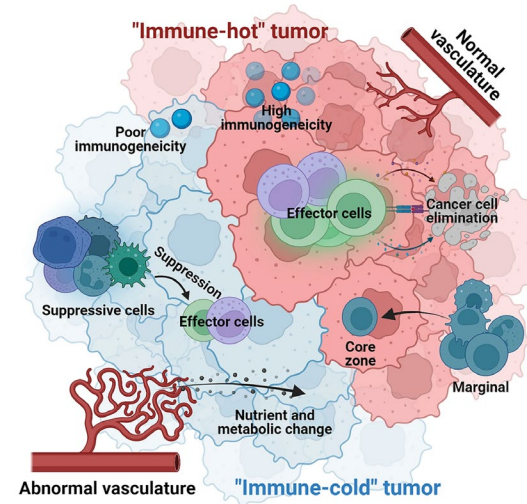 "Immune-hot" tumor
Normal
vasculature
High
immunogeneicity
Poor
immunogeneicity
Effector cells
Cancer cell
elimination
Suppression
Suppressive cells
Effector cells
Core
zone
Marginal
Nutrient and
metabolic change
Abnormal vasculature
"Immune-cold" tumor